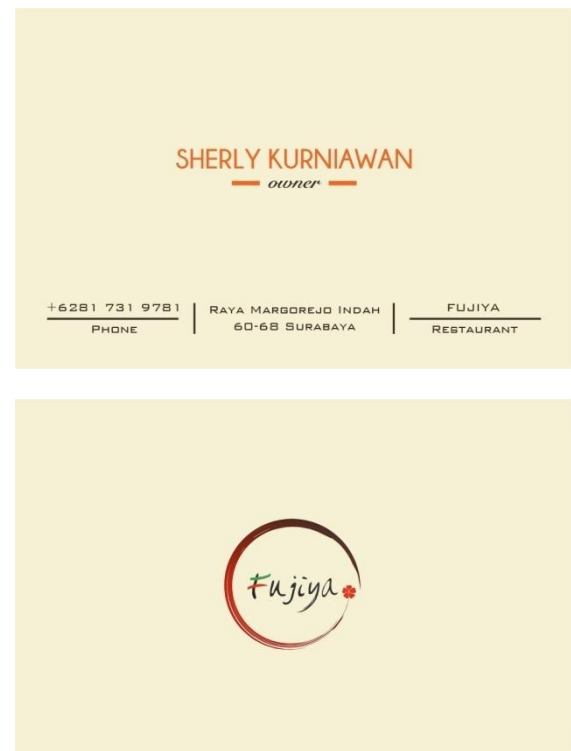 SHERLY KURNIAWAN
owner
+6281 731 9781
PHONE
RAYA MARGOREJO INDAH
60-68 SURABAYA
FUJIYA
RESTAURANT
Fujiya